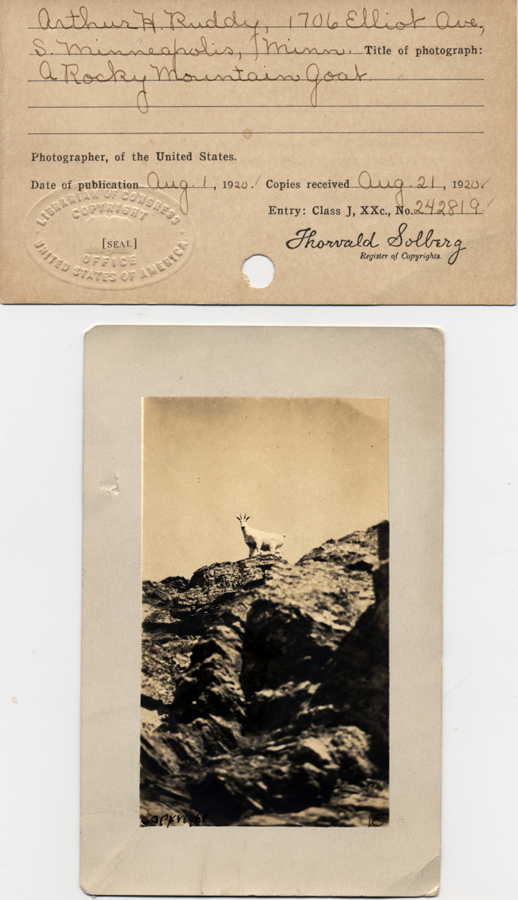 Arthur H. Ruddy, 1706 Elliot Ave,
S. Minneapolis, Minn. Title of photograph:
A Rocky Mountain Goat.
Photographer, of the United States.
Date of publication Aug. 1, 1920. Copies received Aug. 21, 1920.
LIBRARIAN OF CONGRESS
COPYRIGHT
[SEAL]
OFFICE
UNITED STATES OF AMERICA.
Entry: Class J, XXc., No. 242819
Thorvald Solberg
Register of Copyrights.